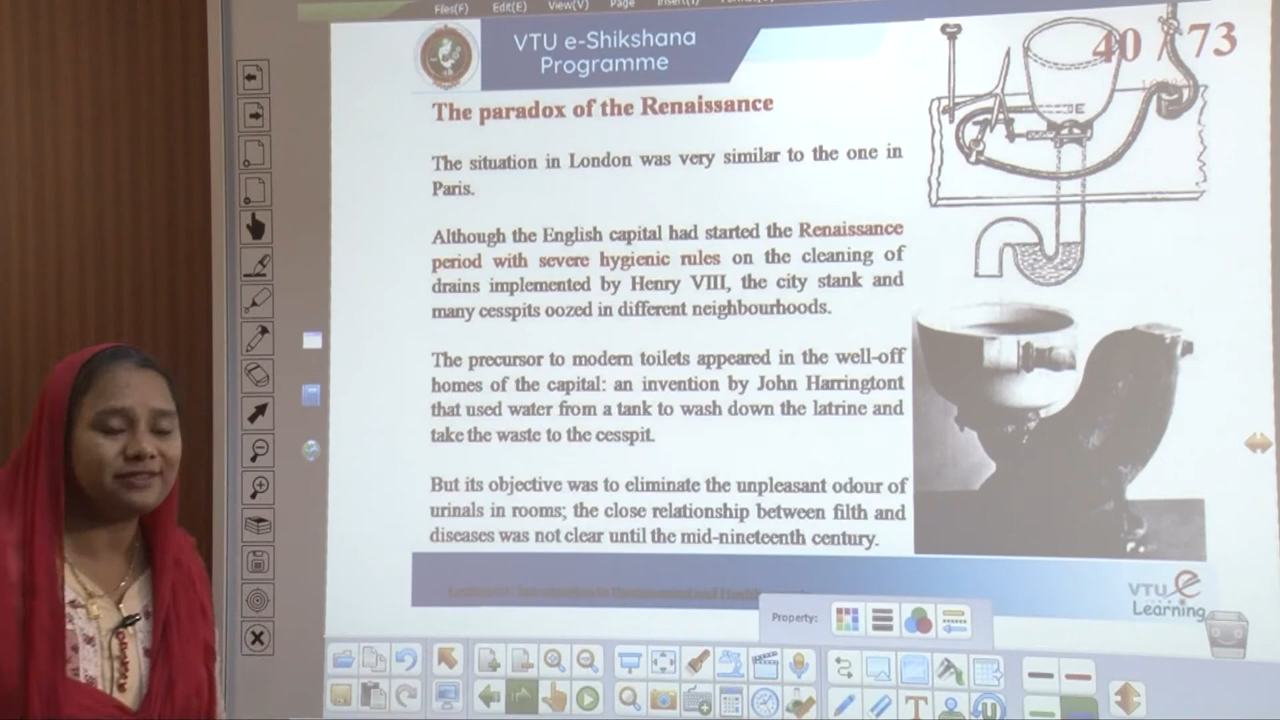 Files(F) Edit(E) View(V) Page
VTU e-Shikshana
Programme
40 / 73
The paradox of the Renaissance
The situation in London was very similar to the one in
Paris.
Although the English capital had started the Renaissance
period with severe hygienic rules on the cleaning of
drains implemented by Henry VIII, the city stank and
many cesspits oozed in different neighbourhoods.
The precursor to modern toilets appeared in the well-off
homes of the capital: an invention by John Harringtont
that used water from a tank to wash down the latrine and
take the waste to the cesspit.
But its objective was to eliminate the unpleasant odour of
urinals in rooms; the close relationship between filth and
diseases was not clear until the mid-nineteenth century.
E
VTU e
Learning
Property: